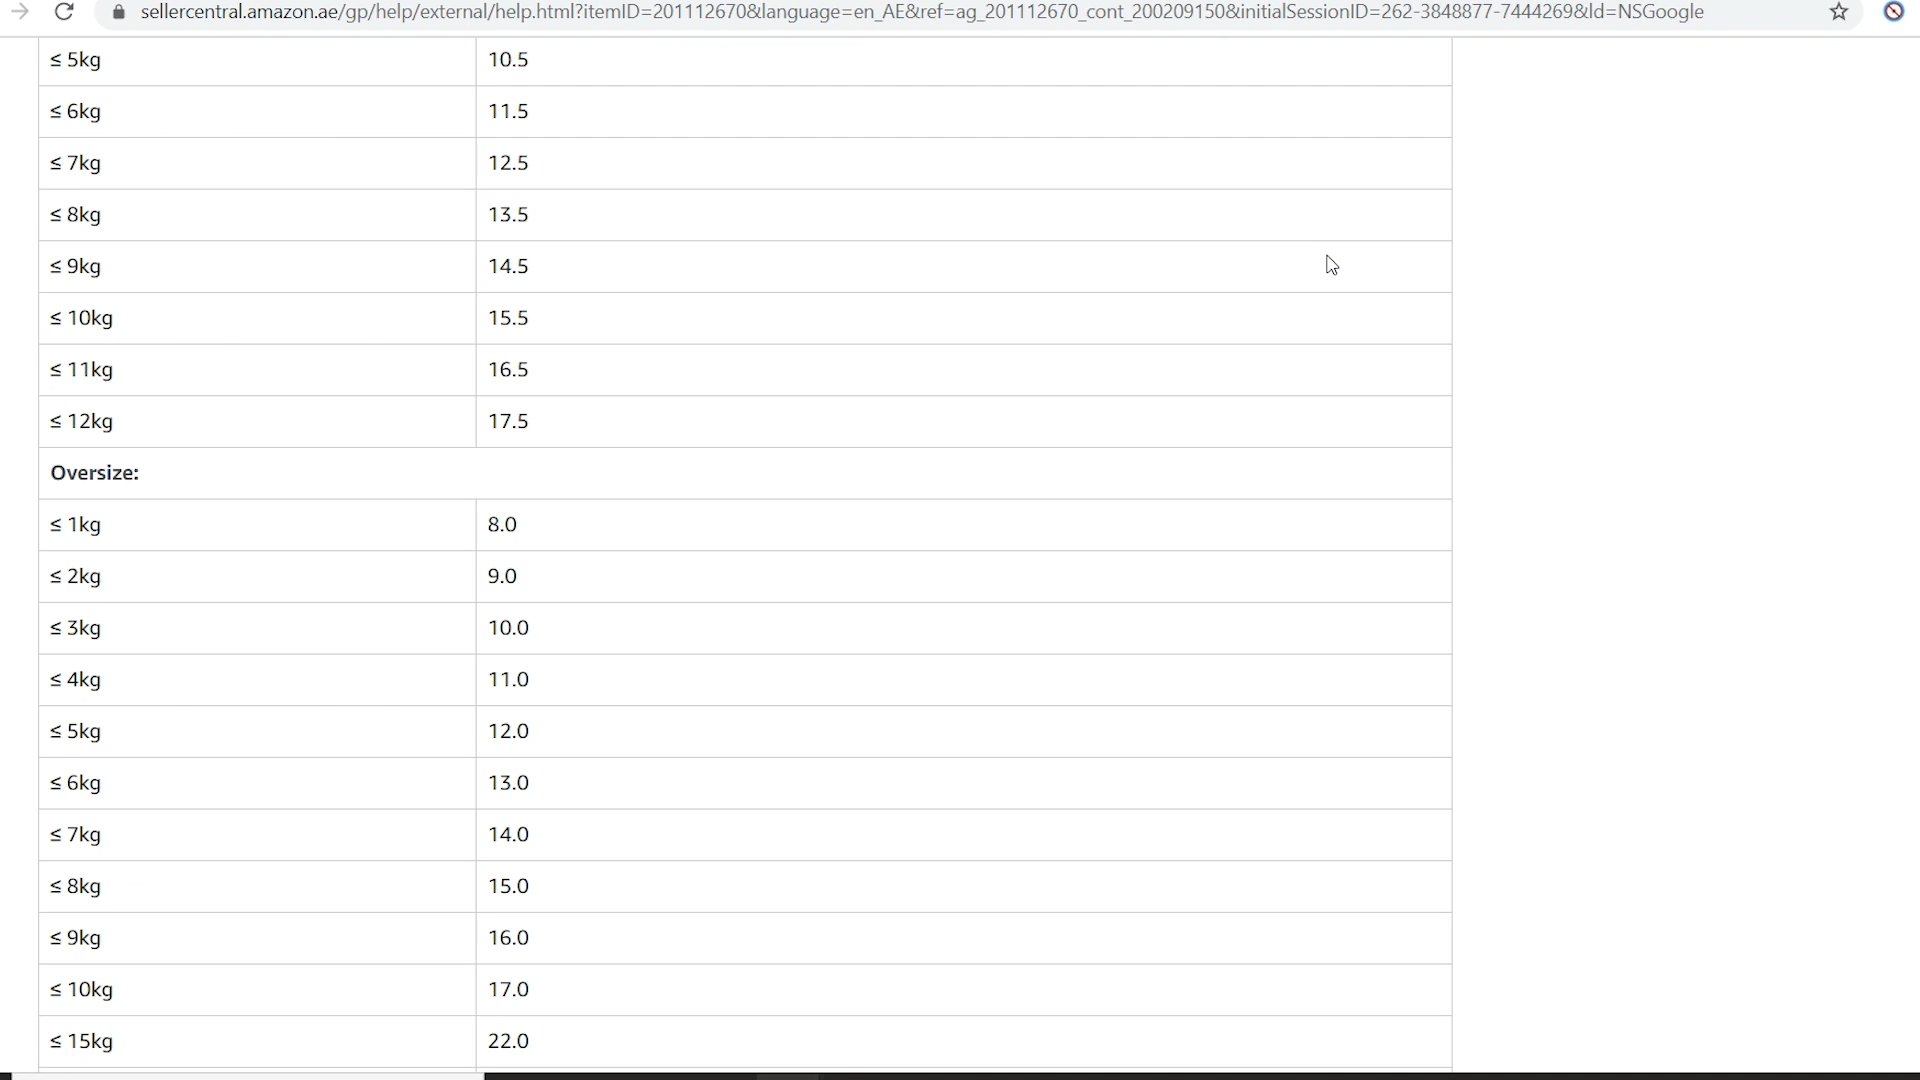 sellercentral.amazon.ae/gp/help/external/help.html?itemID=201112670&language=en_AE&ref=ag_201112670_cont_200209150&initialSessionID=262-3848877-7444269&ld=NSGoogle
≤ 5kg 10.5
≤ 6kg 11.5
≤ 7kg 12.5
≤ 8kg 13.5
≤ 9kg 14.5
≤ 10kg 15.5
≤ 11kg 16.5
≤ 12kg 17.5
Oversize:
≤ 1kg 8.0
≤ 2kg 9.0
≤ 3kg 10.0
≤ 4kg 11.0
≤ 5kg 12.0
≤ 6kg 13.0
≤ 7kg 14.0
≤ 8kg 15.0
≤ 9kg 16.0
≤ 10kg 17.0
≤ 15kg 22.0